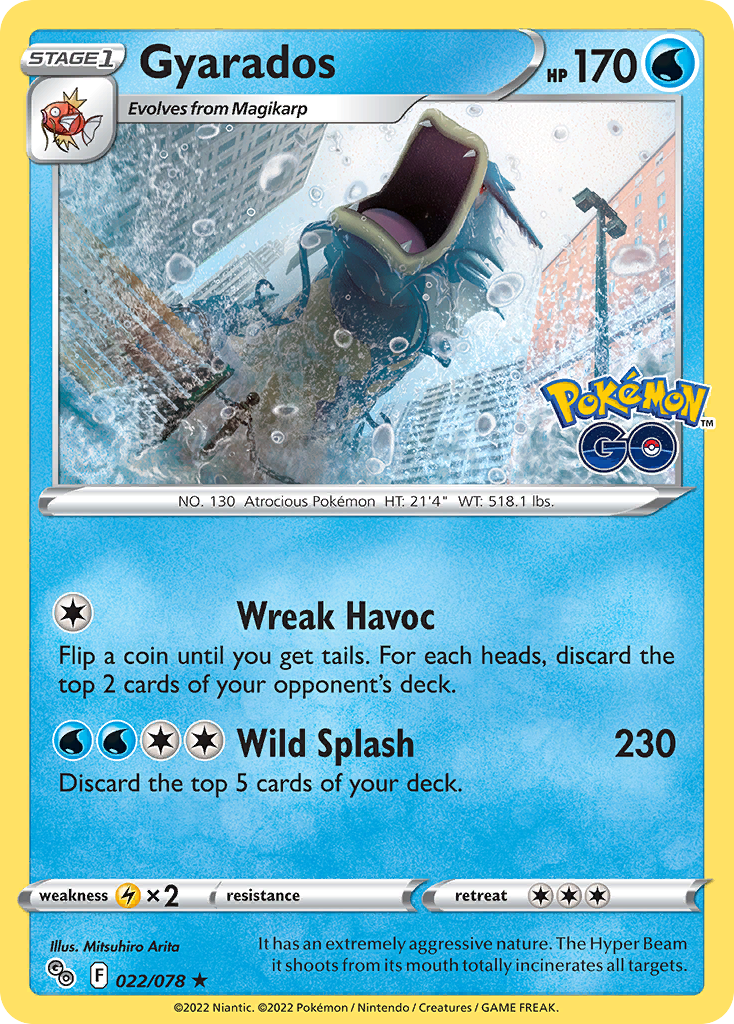 STAGE1
Gyarados
HP 170
Evolves from Magikarp
Pokémon
GO
TM
NO. 130 Atrocious Pokémon HT: 21'4" WT: 518.1 lbs.
Wreak Havoc
Flip a coin until you get tails. For each heads, discard the
top 2 cards of your opponent's deck.
Wild Splash 230
Discard the top 5 cards of your deck.
weakness ×2 resistance retreat
Illus. Mitsuhiro Arita
It has an extremely aggressive nature. The Hyper Beam
it shoots from its mouth totally incinerates all targets.
GO F 022/078 ★
©2022 Niantic. ©2022 Pokémon / Nintendo / Creatures / GAME FREAK.